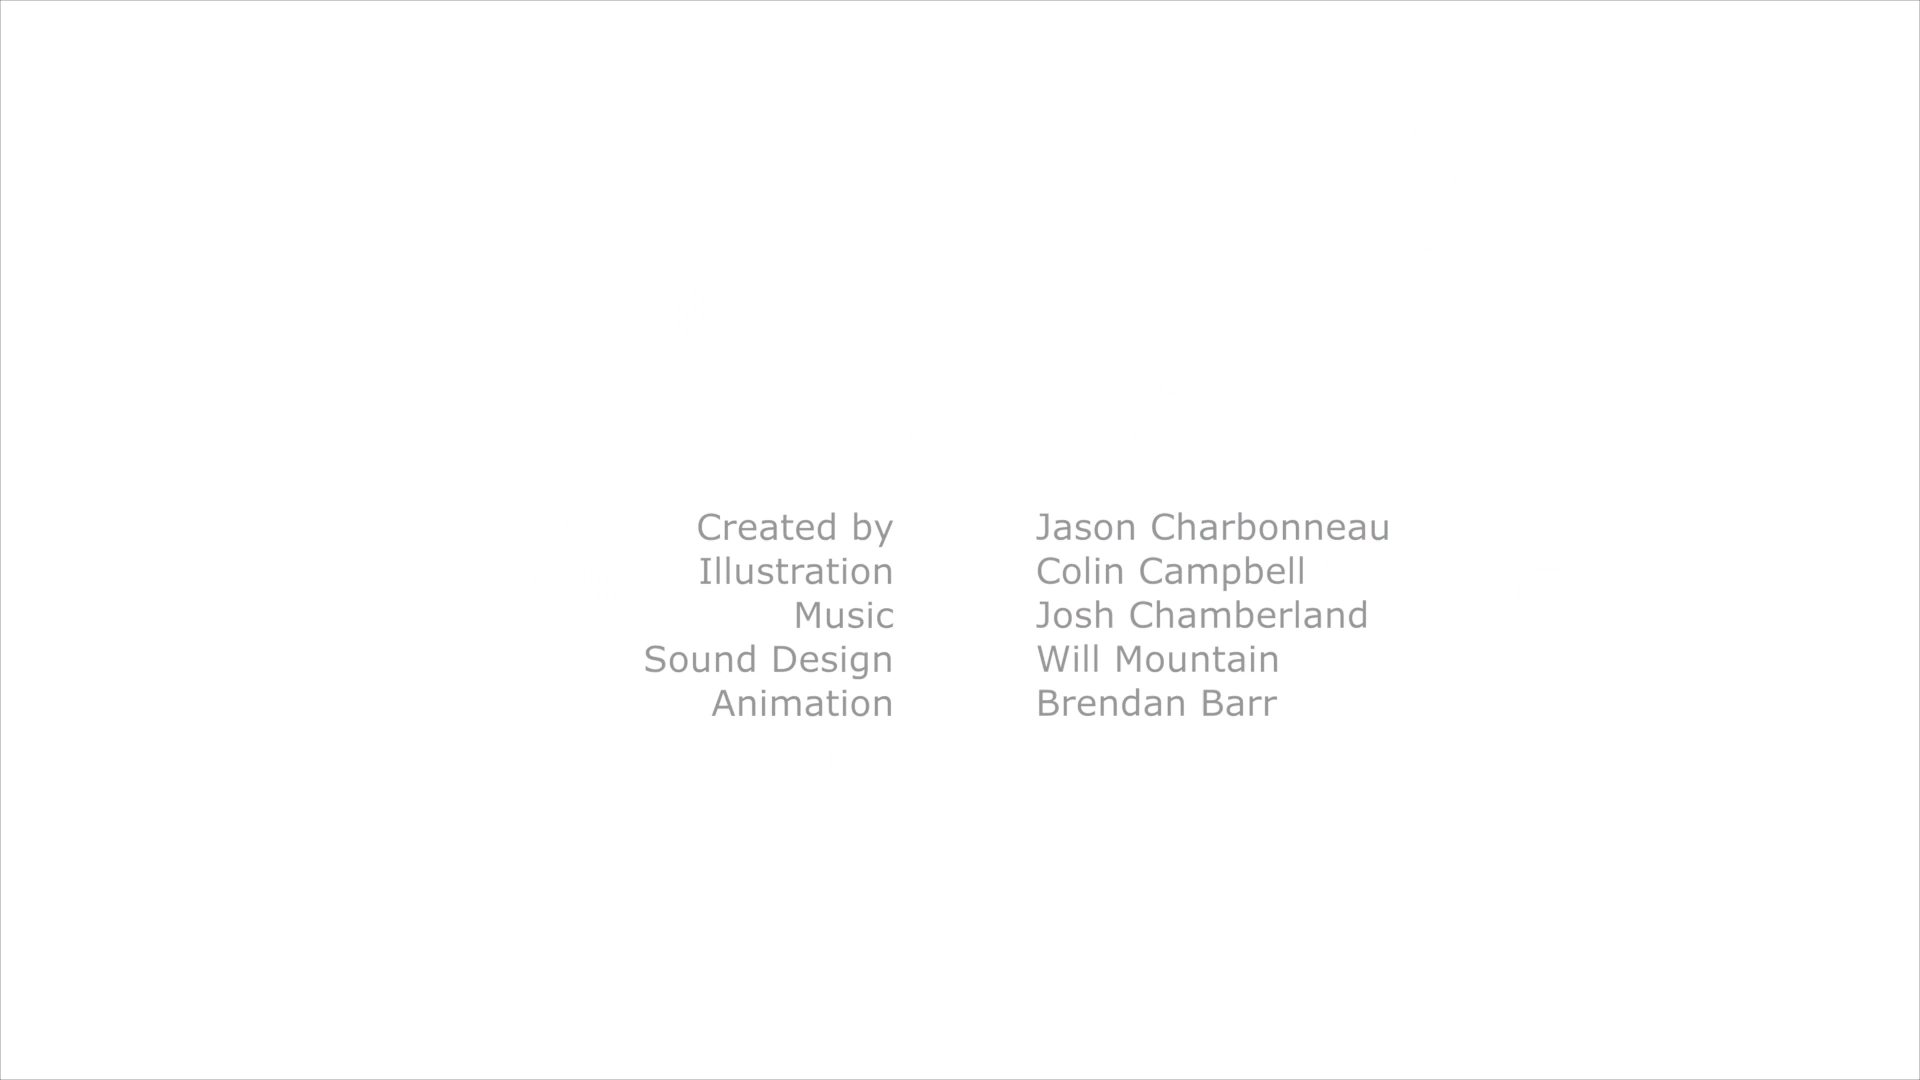 Created by Jason Charbonneau
Illustration Colin Campbell
Music Josh Chamberland
Sound Design Will Mountain
Animation Brendan Barr